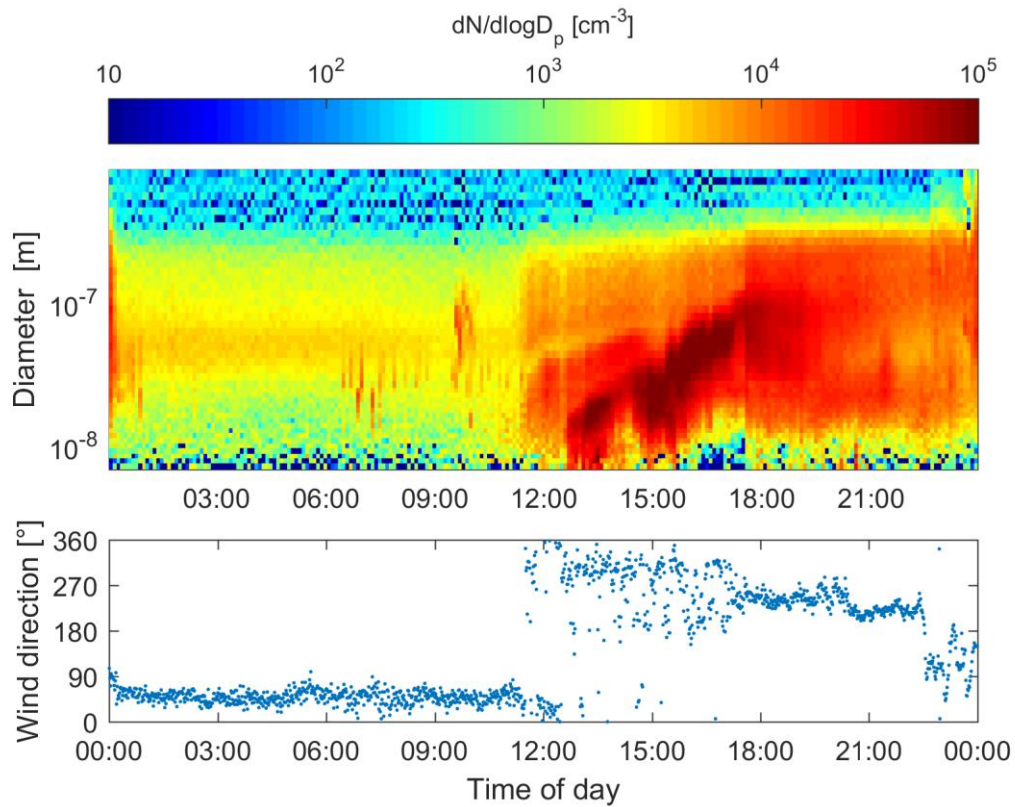 dN/dlogD_p [cm^-3]
10 10^2 10^3 10^4 10^5
Diameter [m]
10^-7
10^-8
03:00 06:00 09:00 12:00 15:00 18:00 21:00
Wind direction [°]
360
270
180
90
0
00:00 03:00 06:00 09:00 12:00 15:00 18:00 21:00 00:00
Time of day